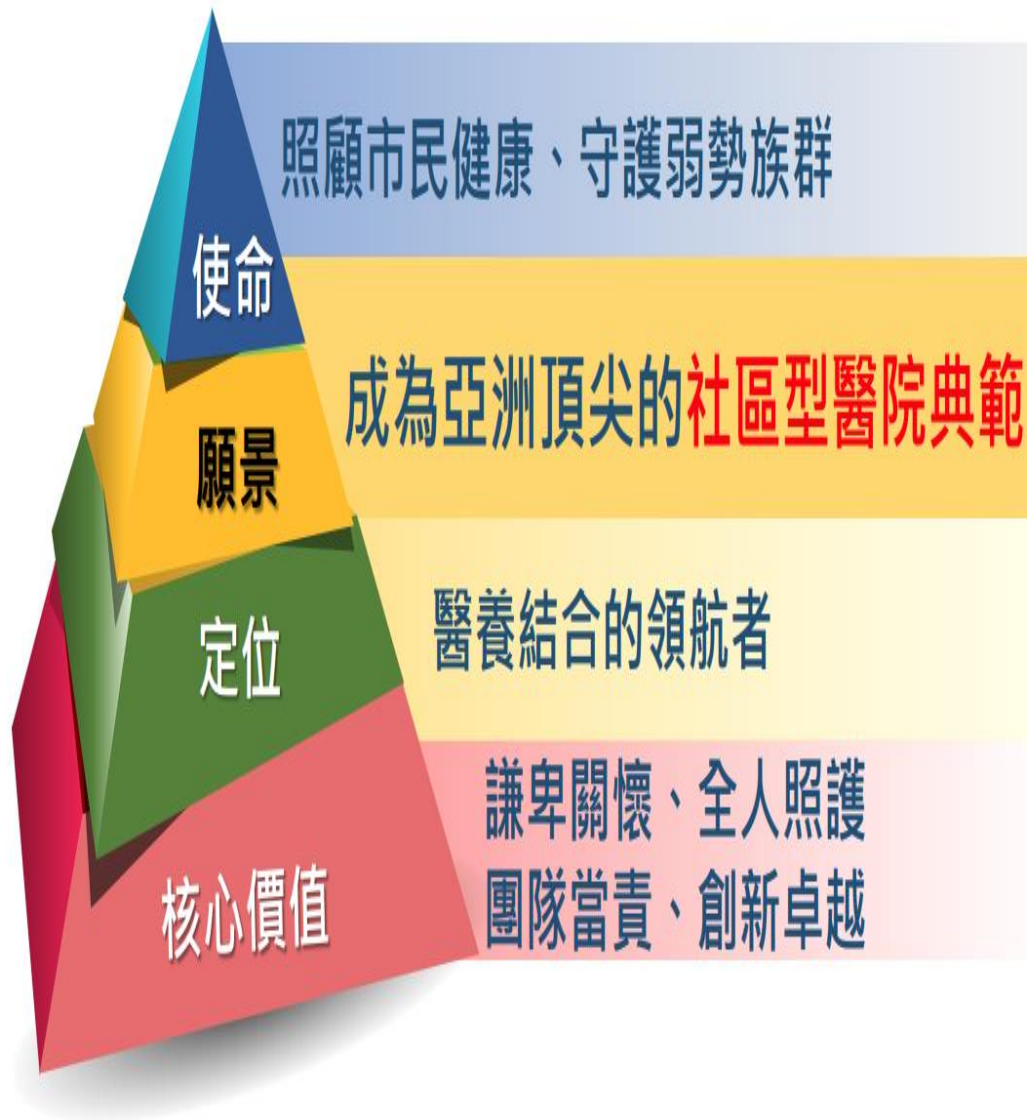 使命
照顧市民健康、守護弱勢族群
願景
成為亞洲頂尖的社區型醫院典範
定位
醫養結合的領航者
核心價值
謙卑關懷、全人照護
團隊當責、創新卓越